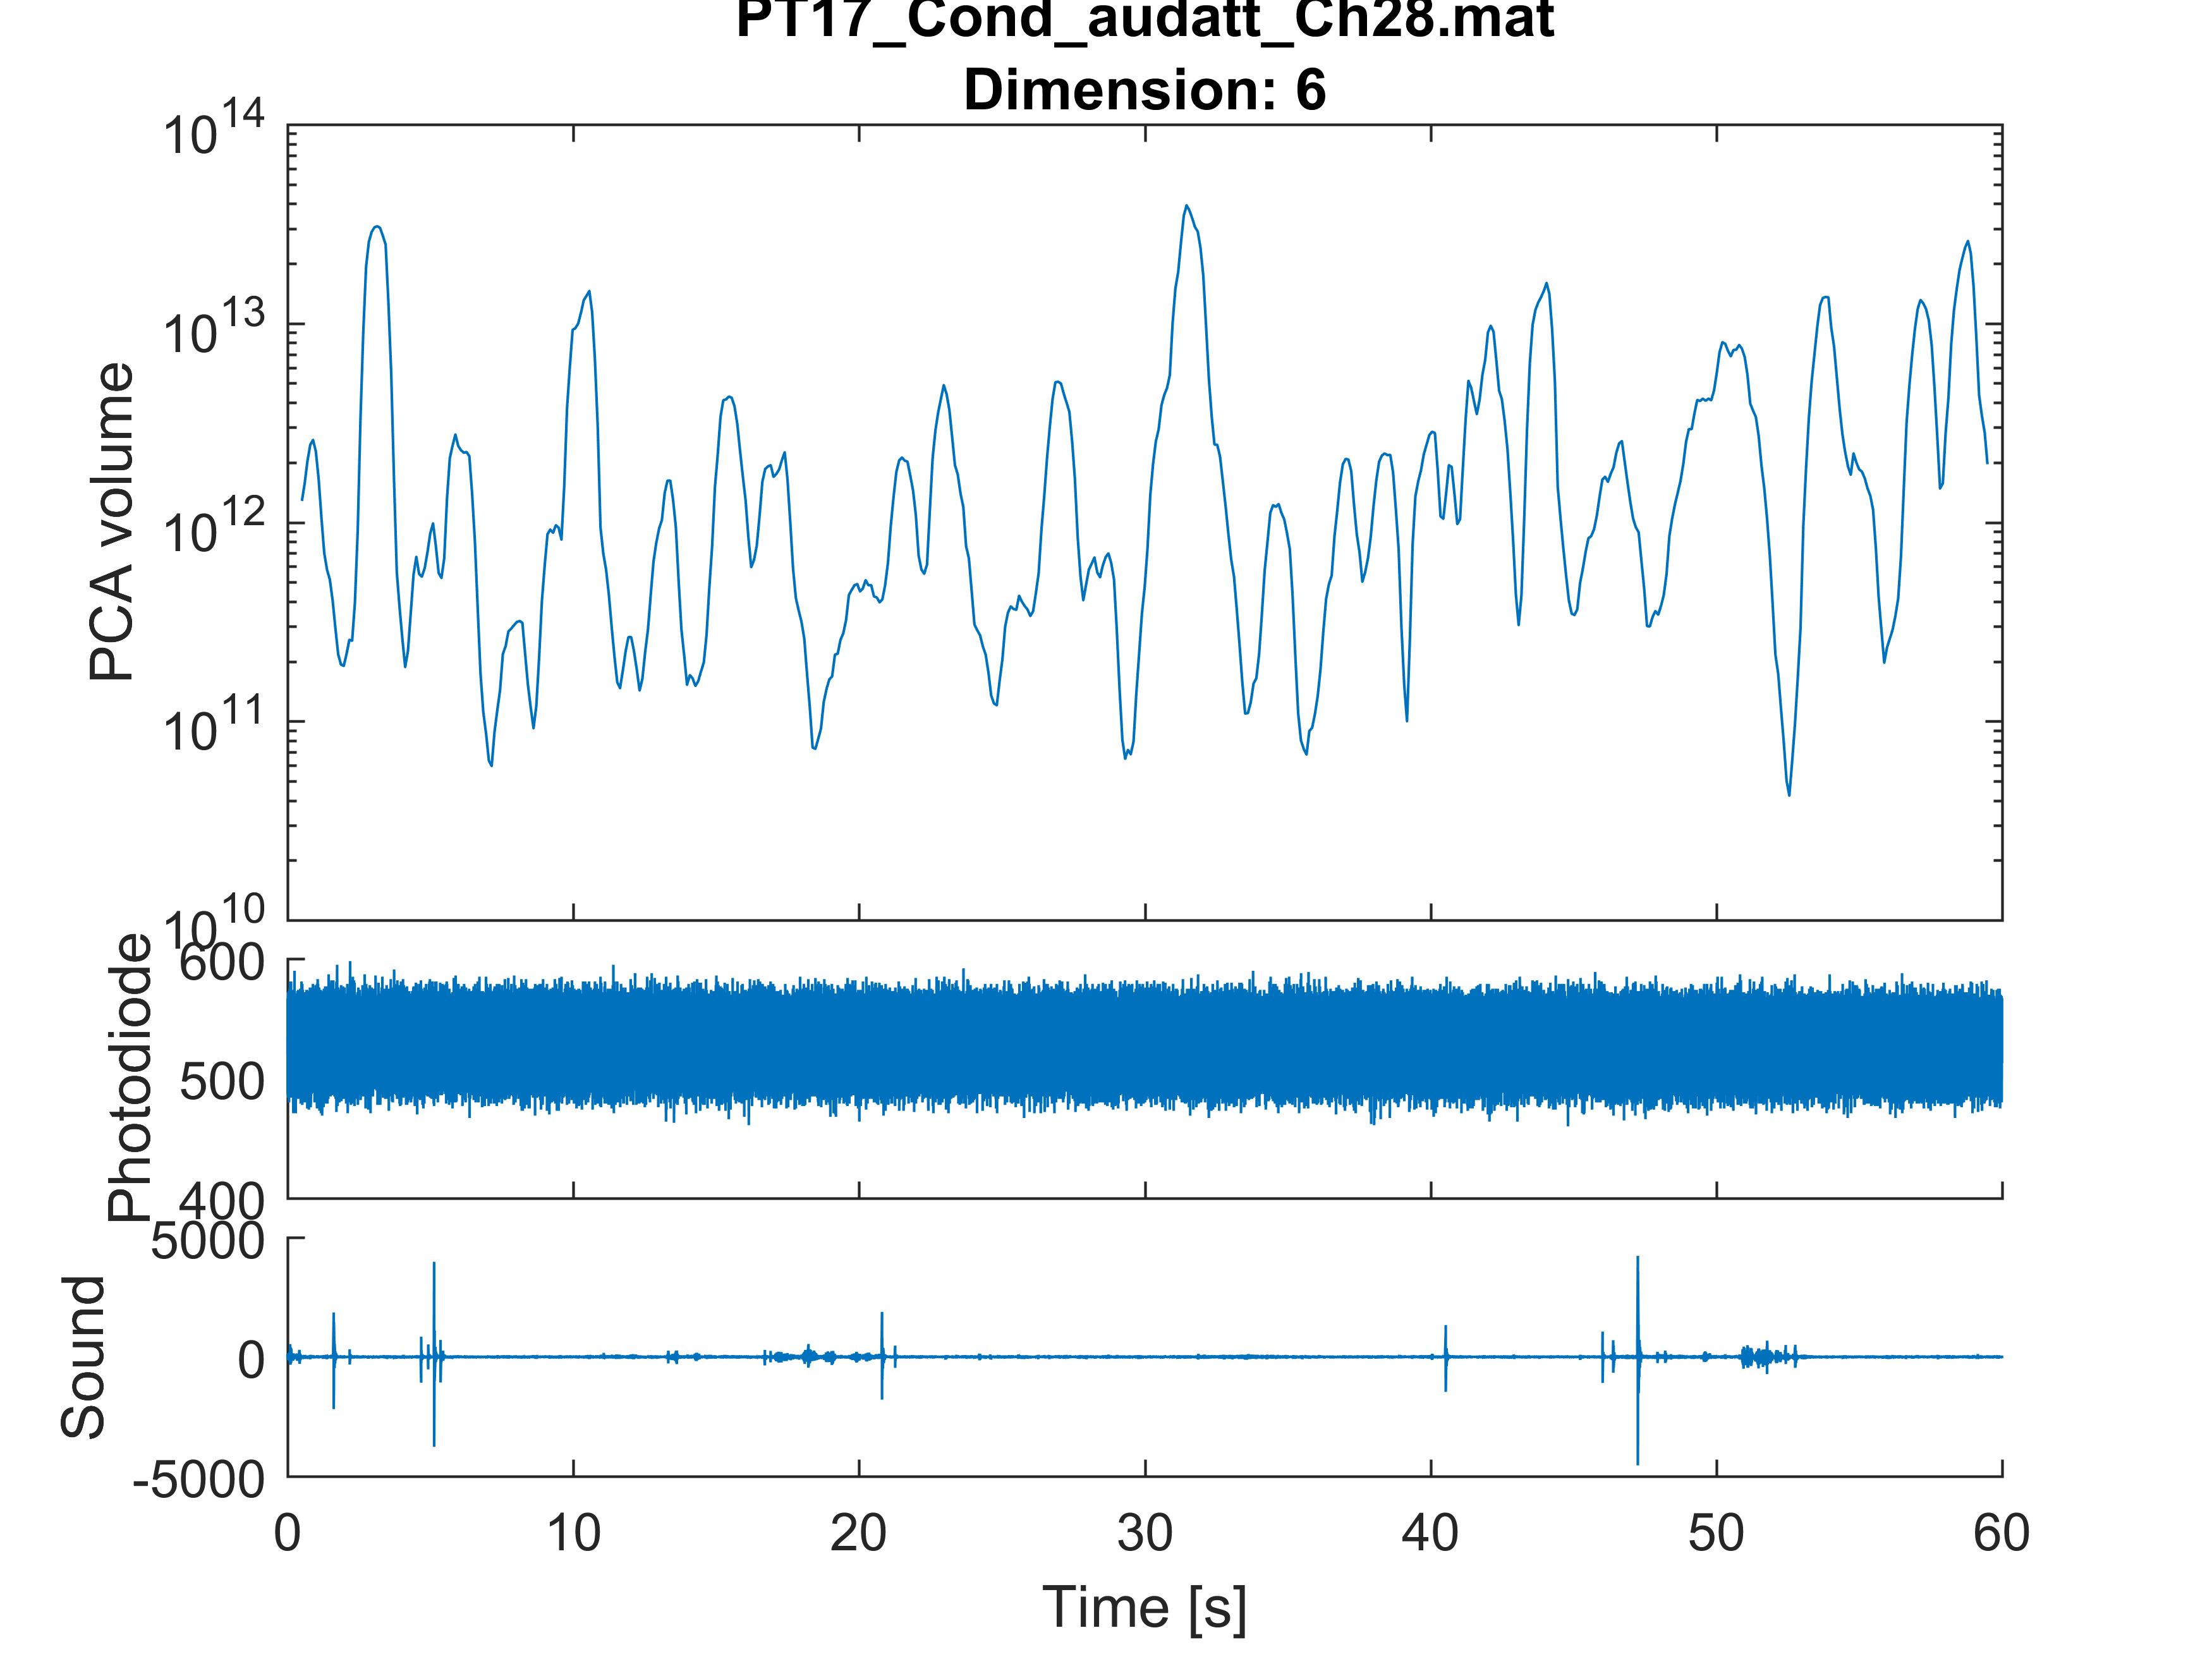 PT17_Cond_audatt_Ch28.mat
Dimension: 6
10^14
10^13
10^12
10^11
10^10
PCA volume
600
500
400
Photodiode
5000
0
-5000
Sound
0 10 20 30 40 50 60
Time [s]